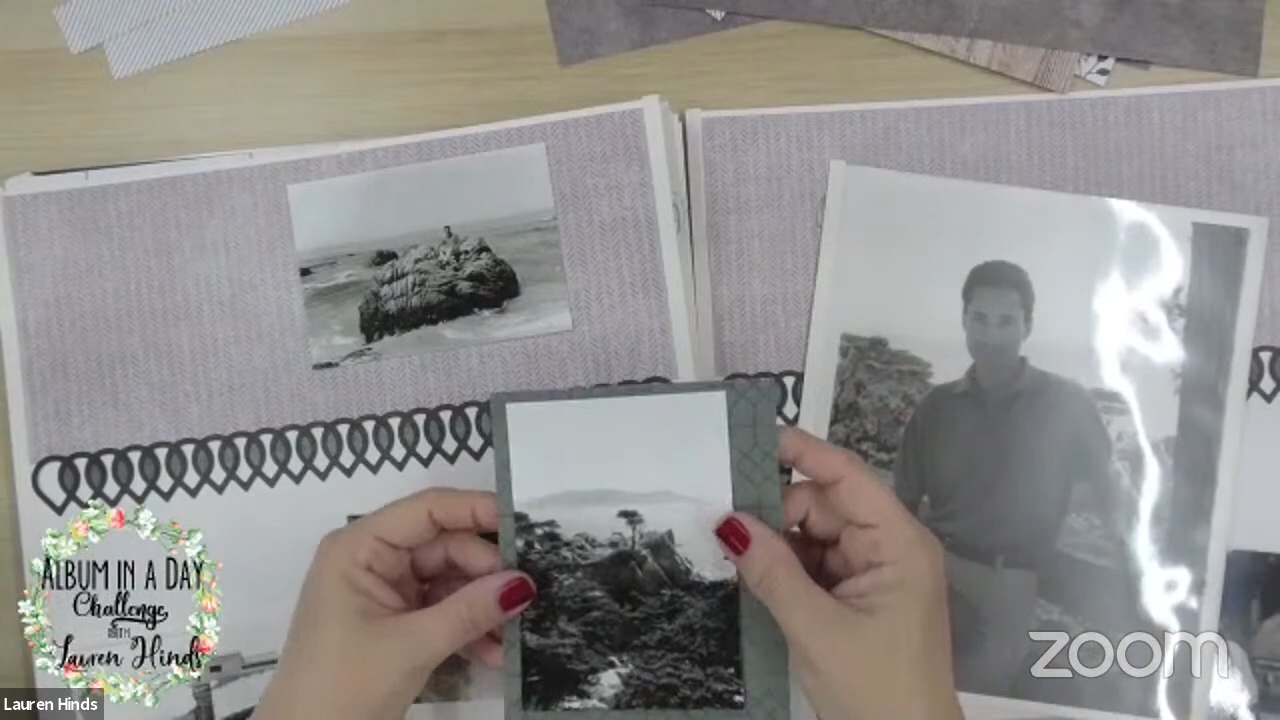 ALBUM IN A DAY
Challenge
WITH
Lauren Hinds
Lauren Hinds
zoom